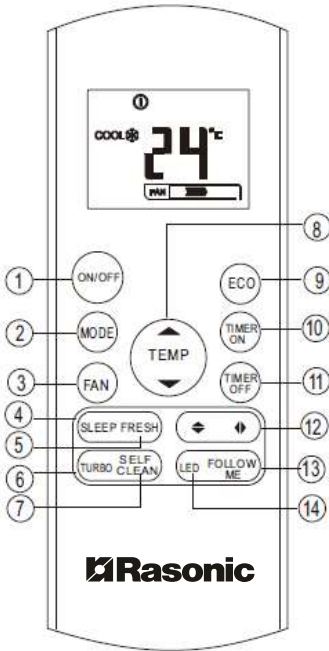 COOL 24°C
FAN
8
1 ON/OFF ECO 9
2 MODE TEMP TIMER ON 10
3 FAN TIMER OFF 11
4 SLEEP FRESH 12
5
6 TURBO SELF CLEAN LED FOLLOW ME 13
7 14
Rasonic